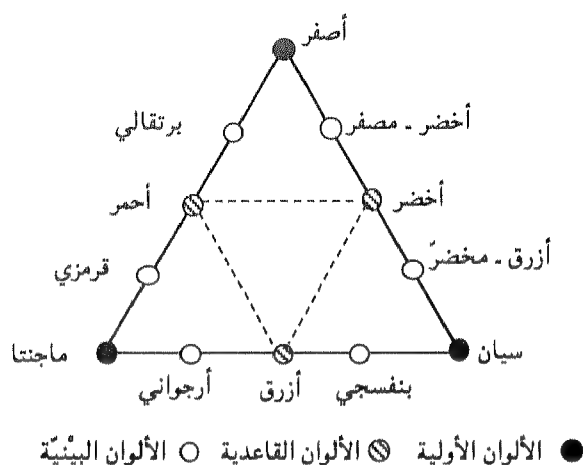 أصفر
برتقالي
أخضر ـ مصفر
أحمر
أخضر
قرمزي
أزرق ـ مخضرّ
ماجنتا
سيان
أرجواني
أزرق
بنفسجي
الألوان الأولية
الألوان القاعدية
الألوان البيْنيّة